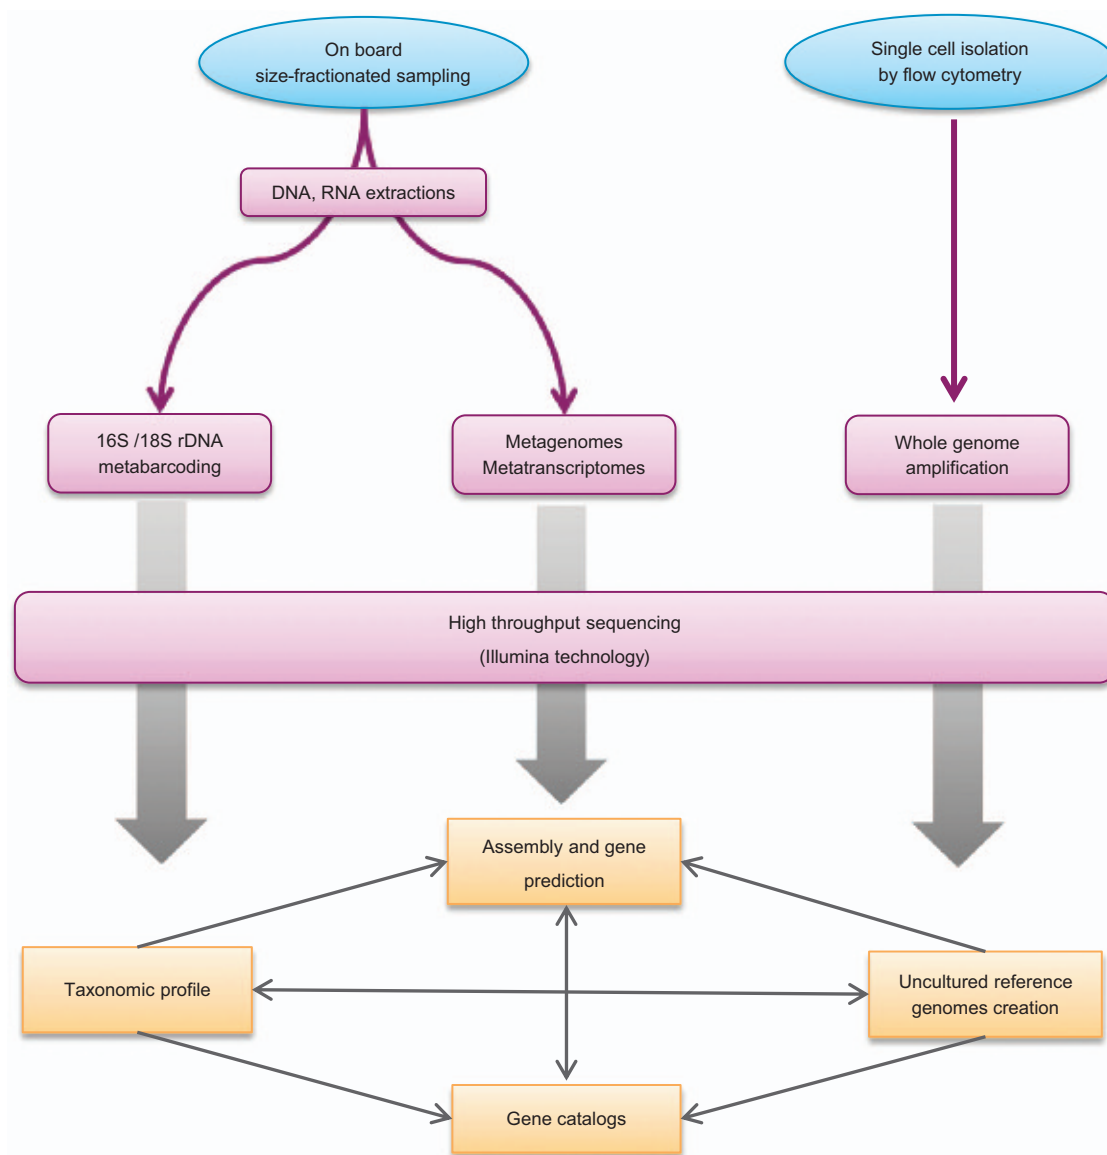 On board
size-fractionated sampling
Single cell isolation
by flow cytometry
DNA, RNA extractions
16S /18S rDNA
metabarcoding
Metagenomes
Metatranscriptomes
Whole genome
amplification
High throughput sequencing
(Illumina technology)
Assembly and gene
prediction
Taxonomic profile
Uncultured reference
genomes creation
Gene catalogs